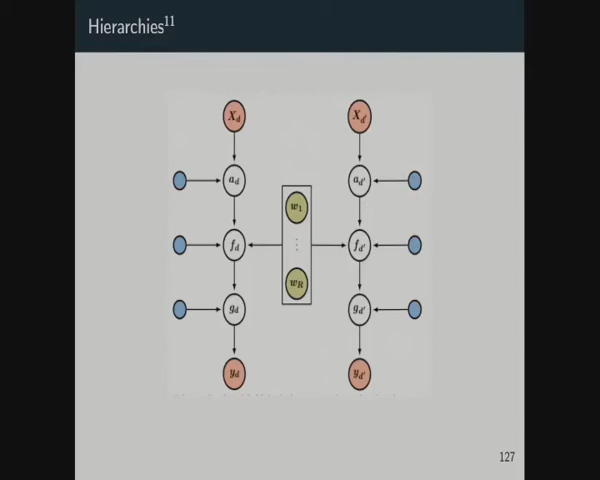 Hierarchies¹¹
X_d X_d'
a_d a_d'
w_1
f_d ⋮ f_d'
w_R
g_d g_d'
y_d y_d'
127